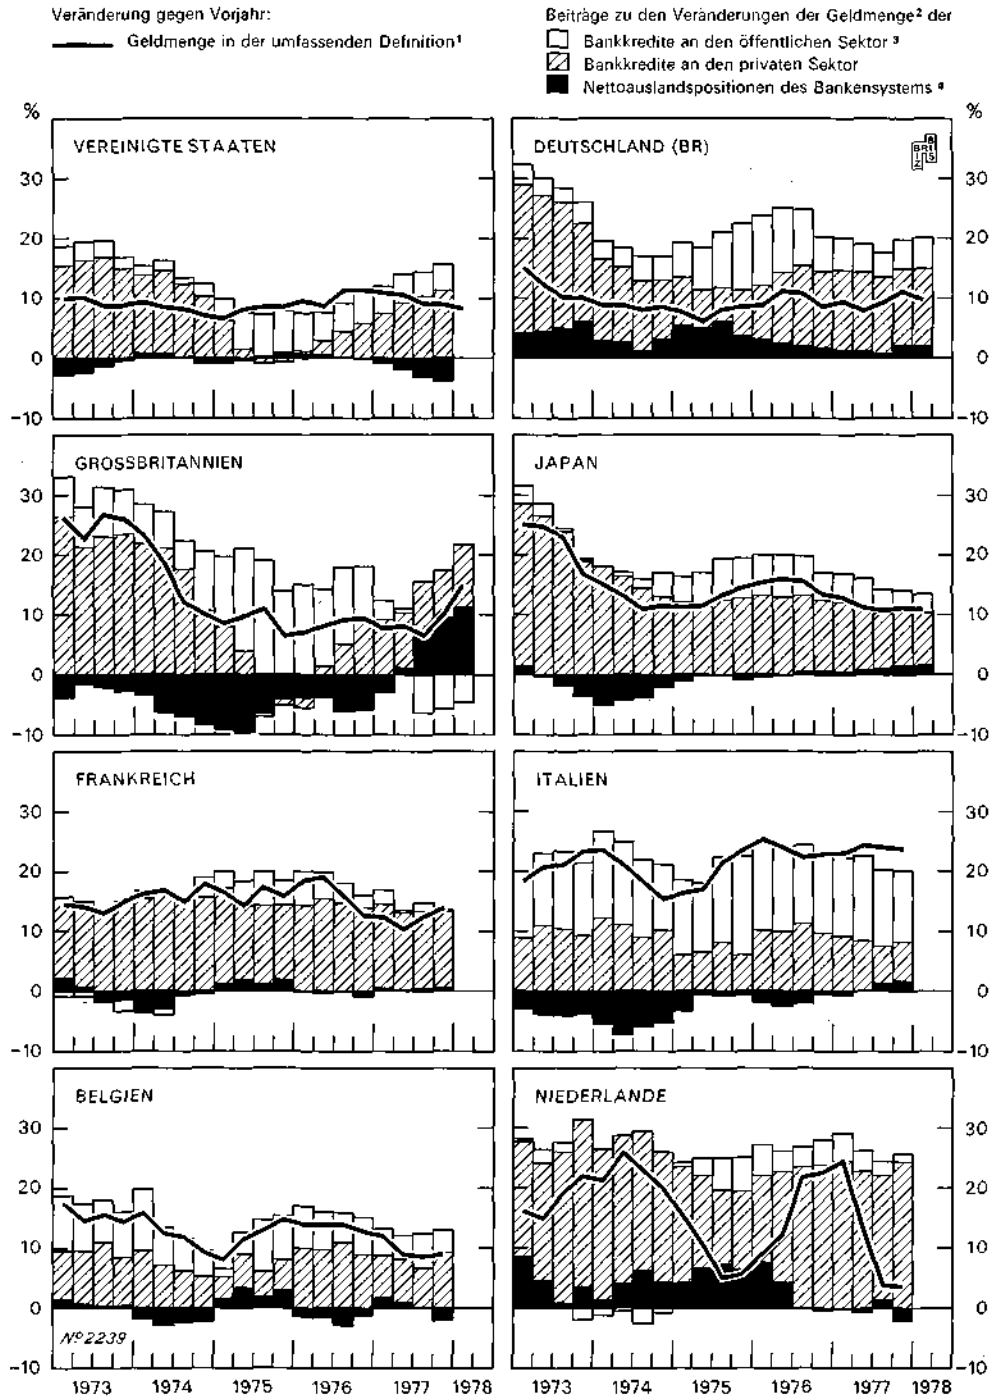 Veränderung gegen Vorjahr:
Geldmenge in der umfassenden Definition¹
Beiträge zu den Veränderungen der Geldmenge² der
Bankkredite an den öffentlichen Sektor ³
Bankkredite an den privaten Sektor
Nettoauslandspositionen des Bankensystems ⁴
% %
VEREINIGTE STAATEN DEUTSCHLAND (BR)
B
BRI
I I S
Z
30 30
20 20
10 10
0 0
-10 -10
GROSSBRITANNIEN JAPAN
30 30
20 20
10 10
0 0
-10 -10
FRANKREICH ITALIEN
30 30
20 20
10 10
0 0
-10 -10
BELGIEN NIEDERLANDE
30 30
20 20
10 10
0 0
Nº2239
-10 -10
1973 1974 1975 1976 1977 1978 1973 1974 1975 1976 1977 1978